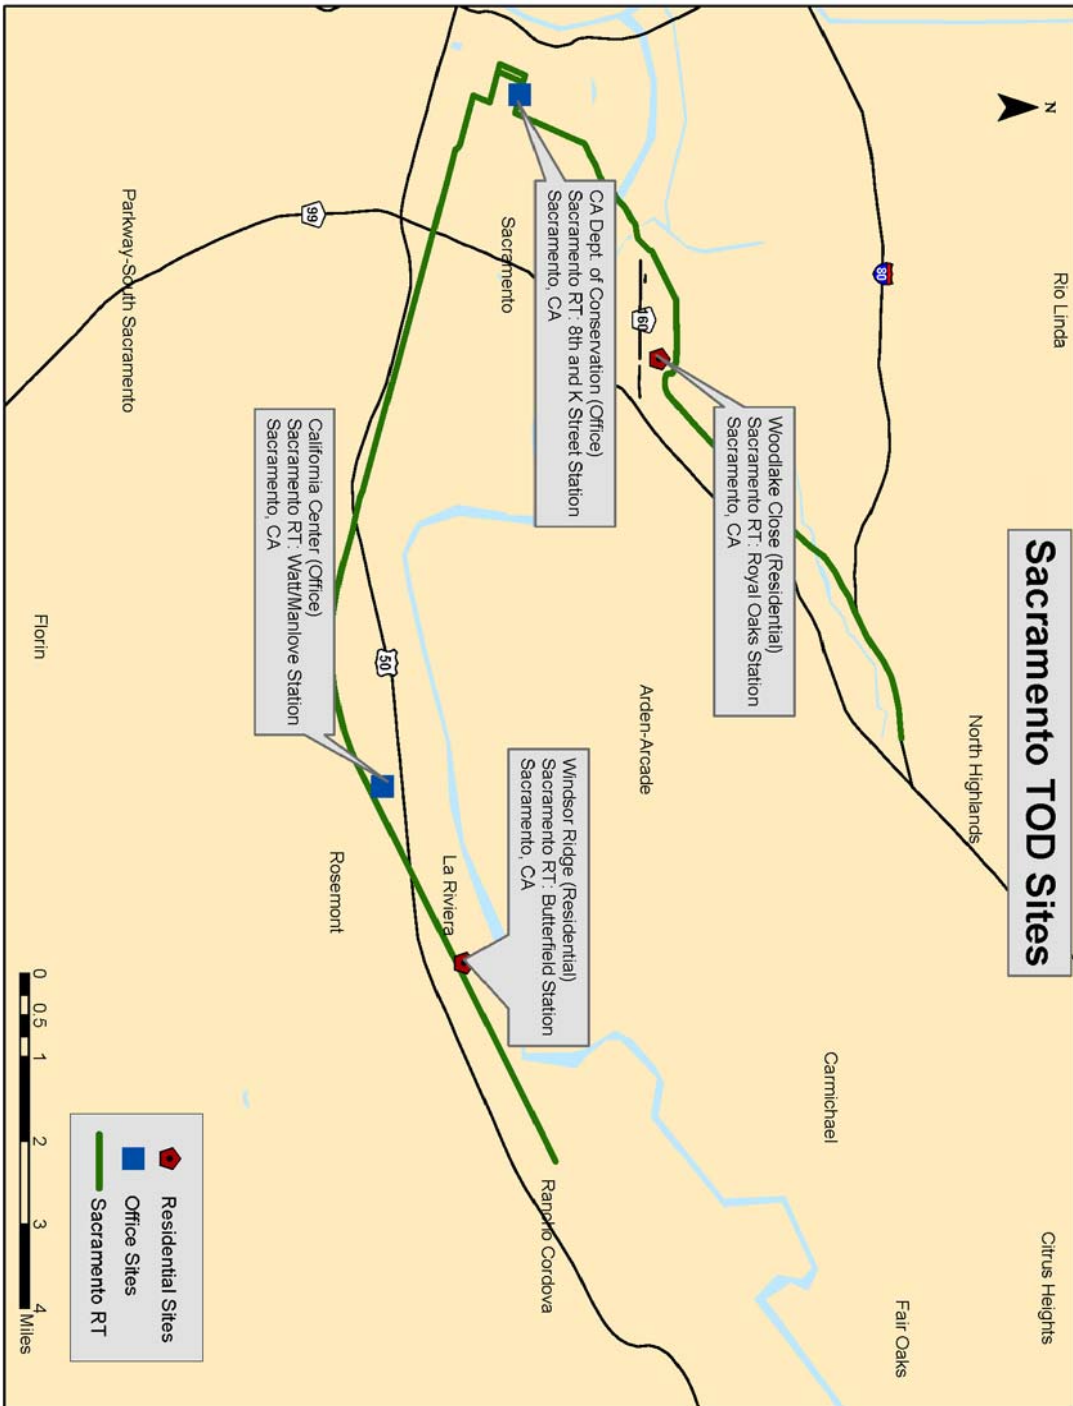 Sacramento TOD Sites
N
Rio Linda
80
North Highlands
Citrus Heights
Fair Oaks
Carmichael
Woodlake Close (Residential)
Sacramento RT: Royal Oaks Station
Sacramento, CA
160
Arden-Arcade
CA Dept. of Conservation (Office)
Sacramento RT: 8th and K Street Station
Sacramento, CA
Sacramento
Windsor Ridge (Residential)
Sacramento RT: Butterfield Station
Sacramento, CA
Rancho Cordova
La Riviera
50
99
Rosemont
California Center (Office)
Sacramento RT: Watt/Manlove Station
Sacramento, CA
Parkway-South Sacramento
Florin
Residential Sites
Office Sites
Sacramento RT
0 0.5 1 2 3 4
Miles